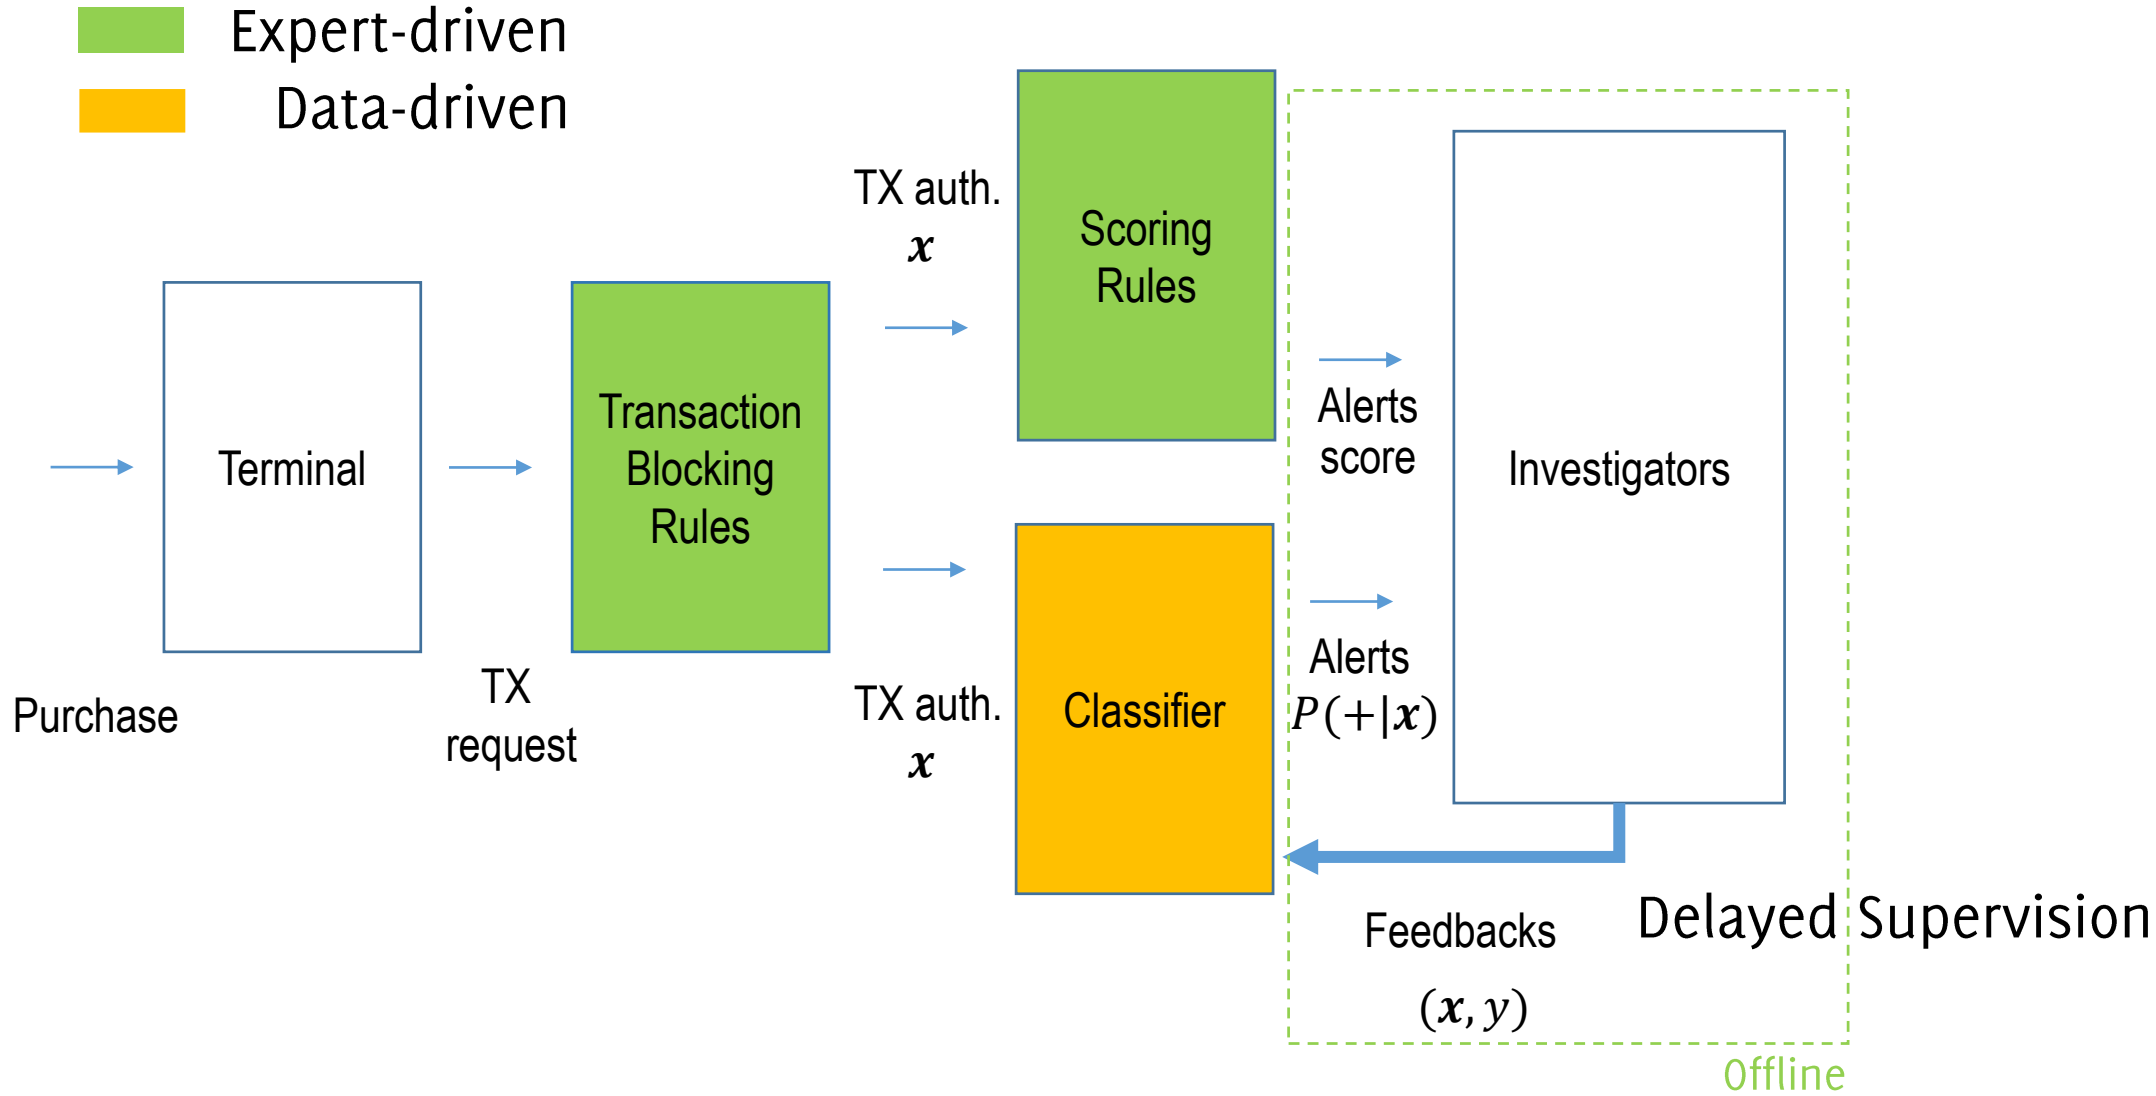 Expert-driven
Data-driven
Purchase
Terminal
TX
request
Transaction
Blocking
Rules
TX auth.
x
Scoring
Rules
TX auth.
x
Classifier
Alerts
score
Alerts
P(+|x)
Investigators
Feedbacks
(x, y)
Delayed Supervision
Offline